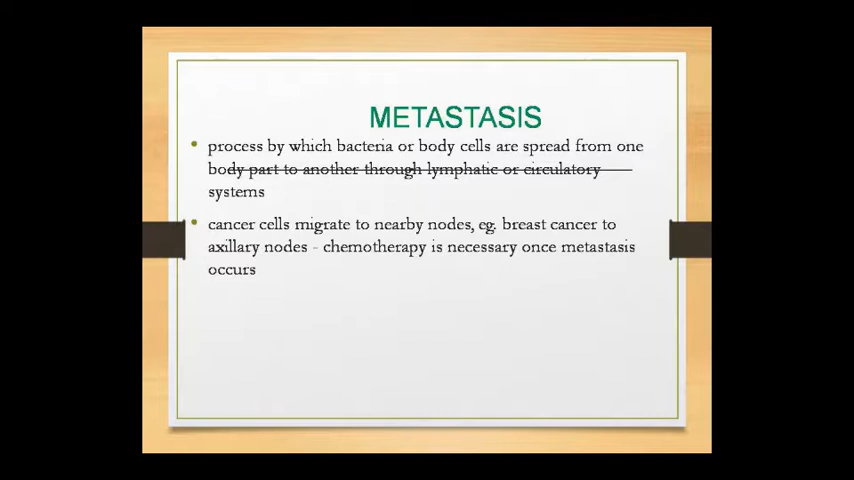 METASTASIS
• process by which bacteria or body cells are spread from one
body part to another through lymphatic or circulatory
systems
• cancer cells migrate to nearby nodes, eg. breast cancer to
axillary nodes - chemotherapy is necessary once metastasis
occurs